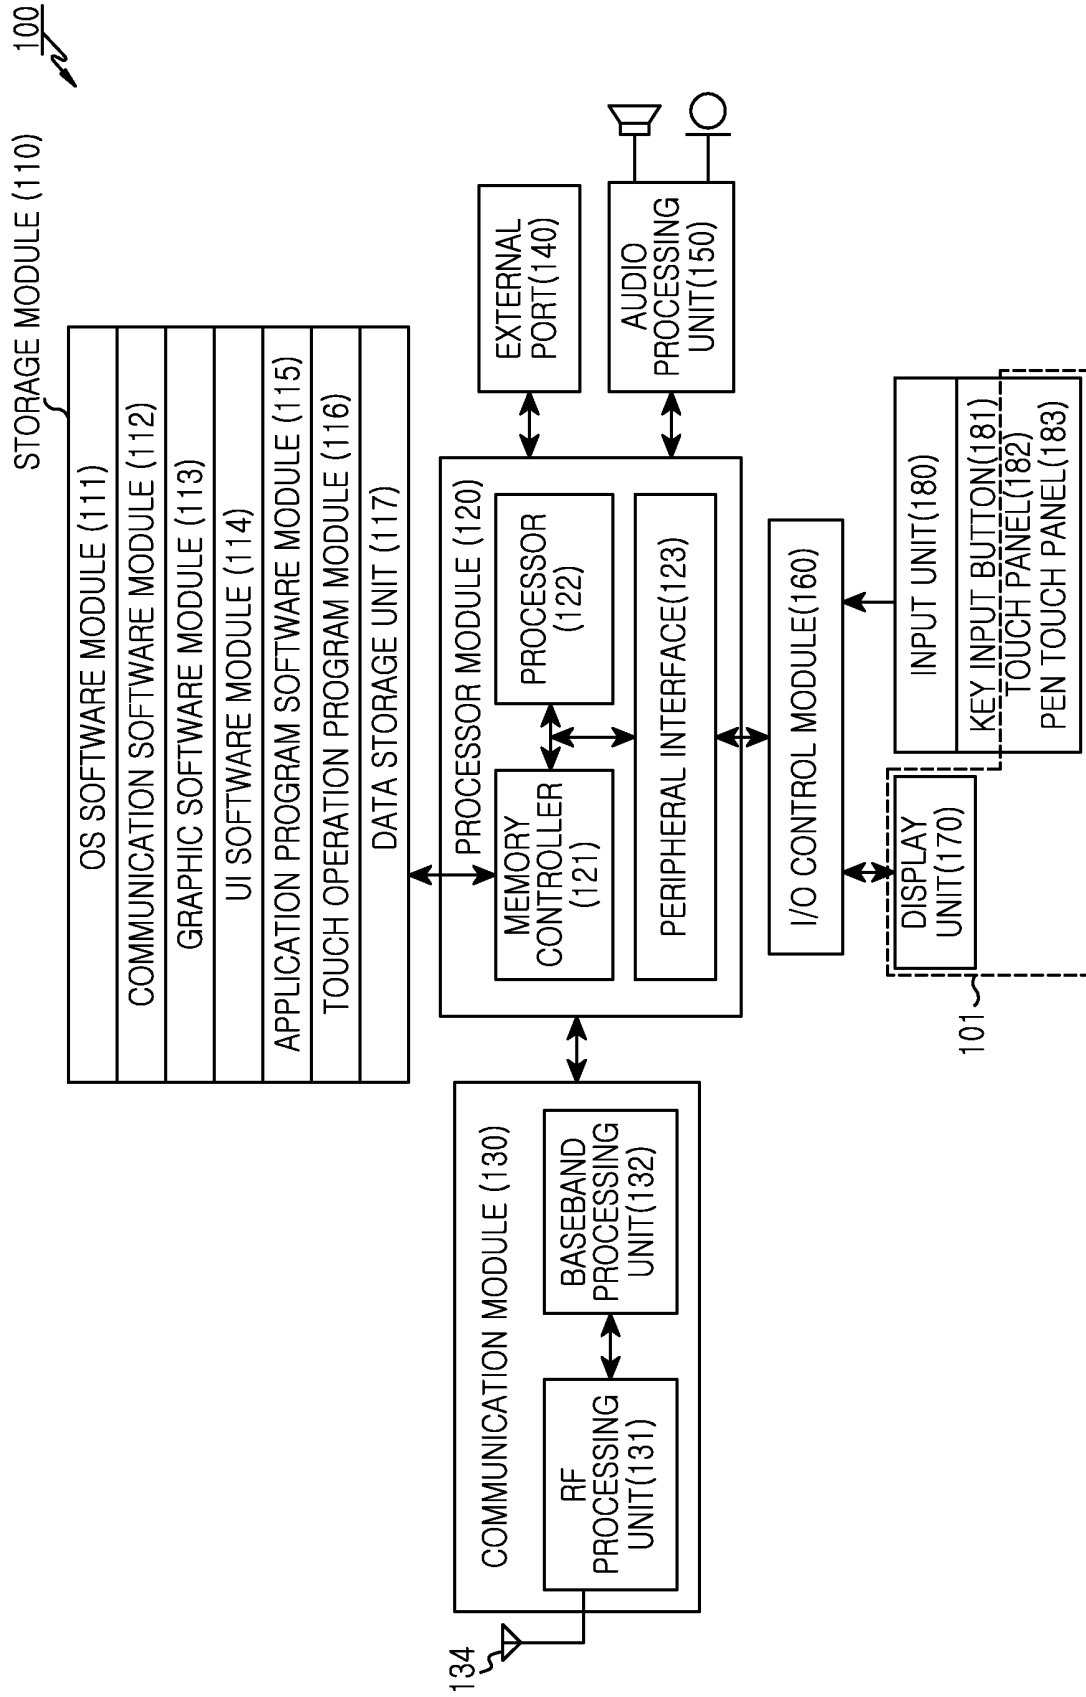 100
STORAGE MODULE (110)
OS SOFTWARE MODULE (111)
COMMUNICATION SOFTWARE MODULE (112)
GRAPHIC SOFTWARE MODULE (113)
UI SOFTWARE MODULE (114)
APPLICATION PROGRAM SOFTWARE MODULE (115)
TOUCH OPERATION PROGRAM MODULE (116)
DATA STORAGE UNIT (117)
134
COMMUNICATION MODULE (130)
RF
PROCESSING
UNIT(131)
BASEBAND
PROCESSING
UNIT(132)
PROCESSOR MODULE (120)
MEMORY
CONTROLLER
(121)
PROCESSOR
(122)
PERIPHERAL INTERFACE(123)
EXTERNAL
PORT(140)
AUDIO
PROCESSING
UNIT(150)
I/O CONTROL MODULE(160)
101
DISPLAY
UNIT(170)
INPUT UNIT(180)
KEY INPUT BUTTON(181)
TOUCH PANEL(182)
PEN TOUCH PANEL(183)